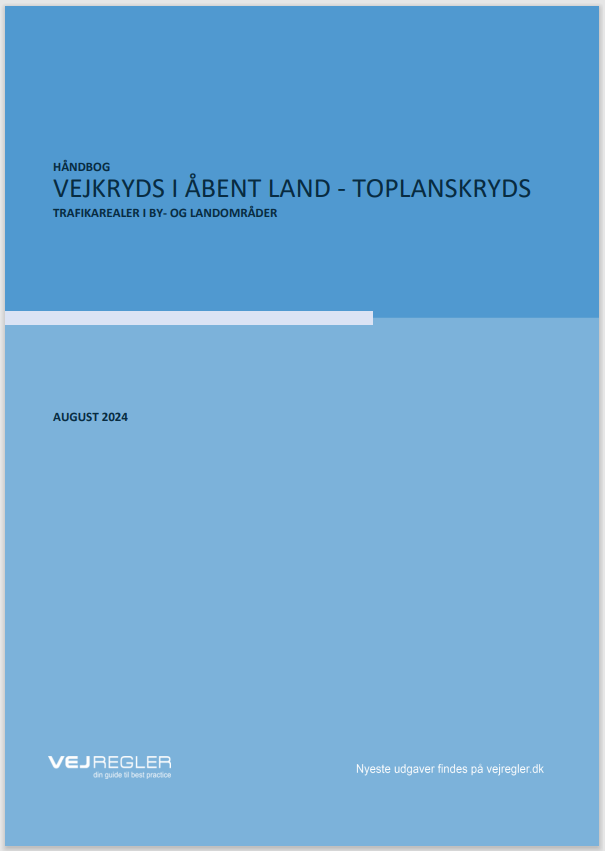 HÅNDBOG
VEJKRYDS I ÅBENT LAND - TOPLANSKRYDS
TRAFIKAREALER I BY- OG LANDOMRÅDER
AUGUST 2024
VEJREGLER
din guide til best practice
Nyeste udgaver findes på vejregler.dk